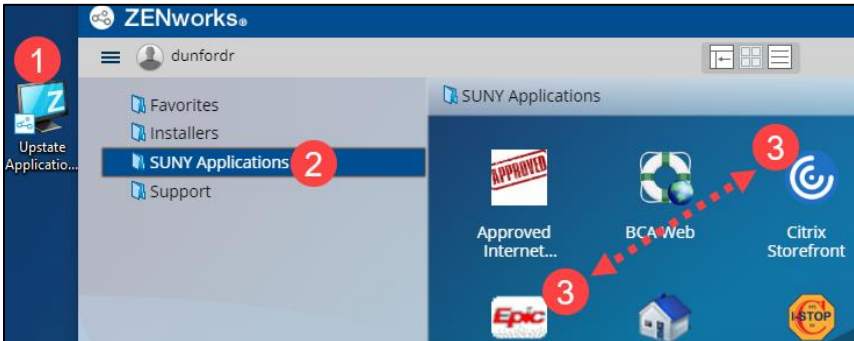 ZENworks®
1
dunfordr
Z
Upstate
Applicatio...
Favorites
Installers
SUNY Applications
2
Support
SUNY Applications
APPROVED
3
Approved
Internet...
BCA Web
Citrix
Storefront
3
Epic
I-STOP